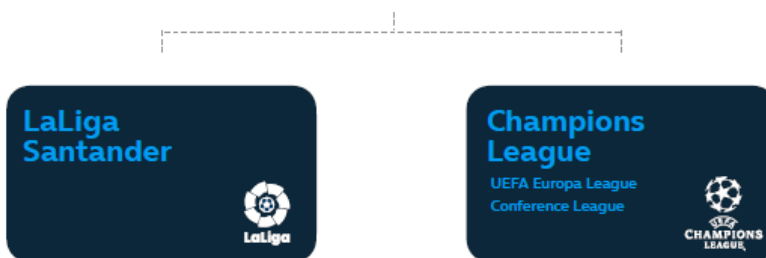 LaLiga
Santander
LaLiga
Champions
League
UEFA Europa League
Conference League
UEFA
CHAMPIONS
LEAGUE